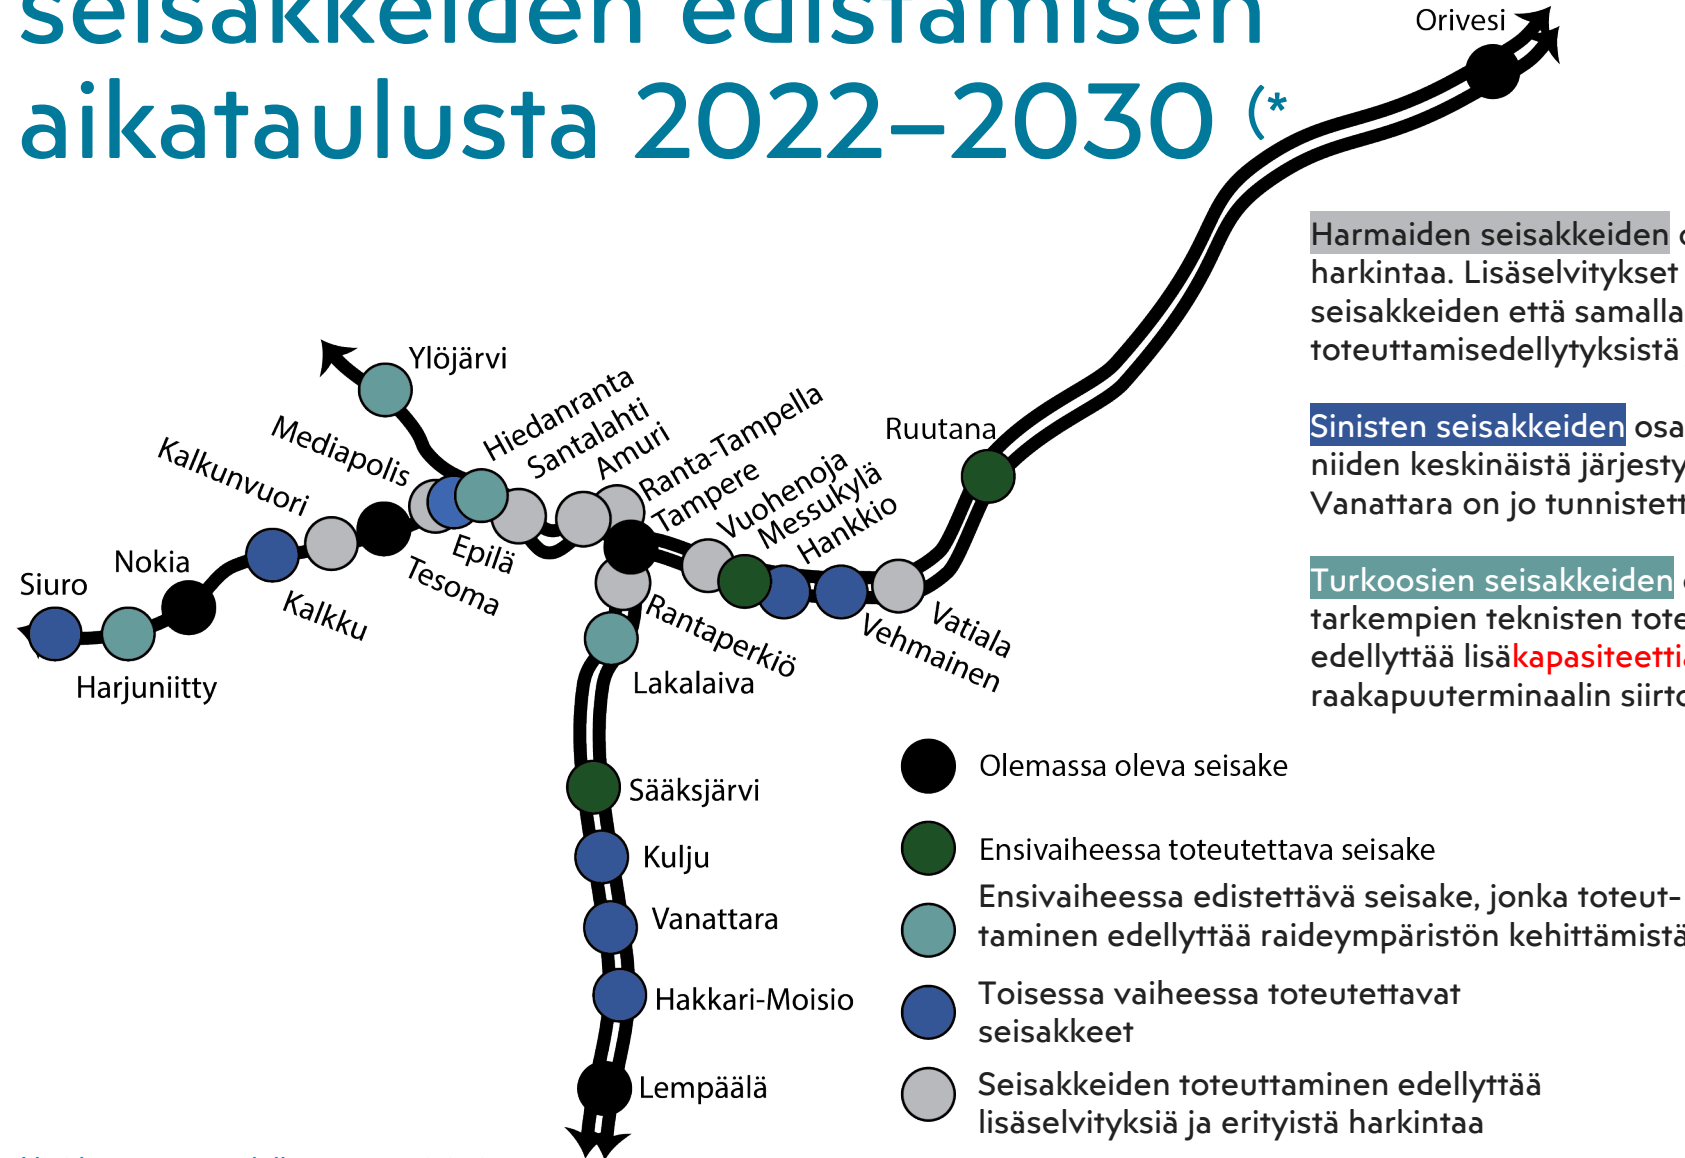 seisakkeiden edistämisen
aikataulusta 2022–2030 (*
Orivesi
Harmaiden seisakkeiden
harkintaa. Lisäselvitykset
seisakkeiden että samalla
toteuttamisedellytyksistä
Sinisten seisakkeiden osa
niiden keskinäistä järjesty
Vanattara on jo tunnistett
Turkoosien seisakkeiden
tarkempien teknisten tote
edellyttää lisäkapasiteettia
raakapuuterminaalin siirto
Ylöjärvi
Hiedanranta
Santalahti
Amuri
Ranta-Tampella
Tampere
Mediapolis
Kalkunvuori
Vuohenoja
Messukylä
Hankkio
Ruutana
Nokia
Siuro
Epilä
Tesoma
Kalkku
Harjuniitty
Rantaperkiö
Vatiala
Vehmainen
Lakalaiva
Sääksjärvi
Kulju
Vanattara
Hakkari-Moisio
Lempäälä
Olemassa oleva seisake
Ensivaiheessa toteutettava seisake
Ensivaiheessa edistettävä seisake, jonka toteut-
taminen edellyttää raideympäristön kehittämistä
Toisessa vaiheessa toteutettavat
seisakkeet
Seisakkeiden toteuttaminen edellyttää
lisäselvityksiä ja erityistä harkintaa